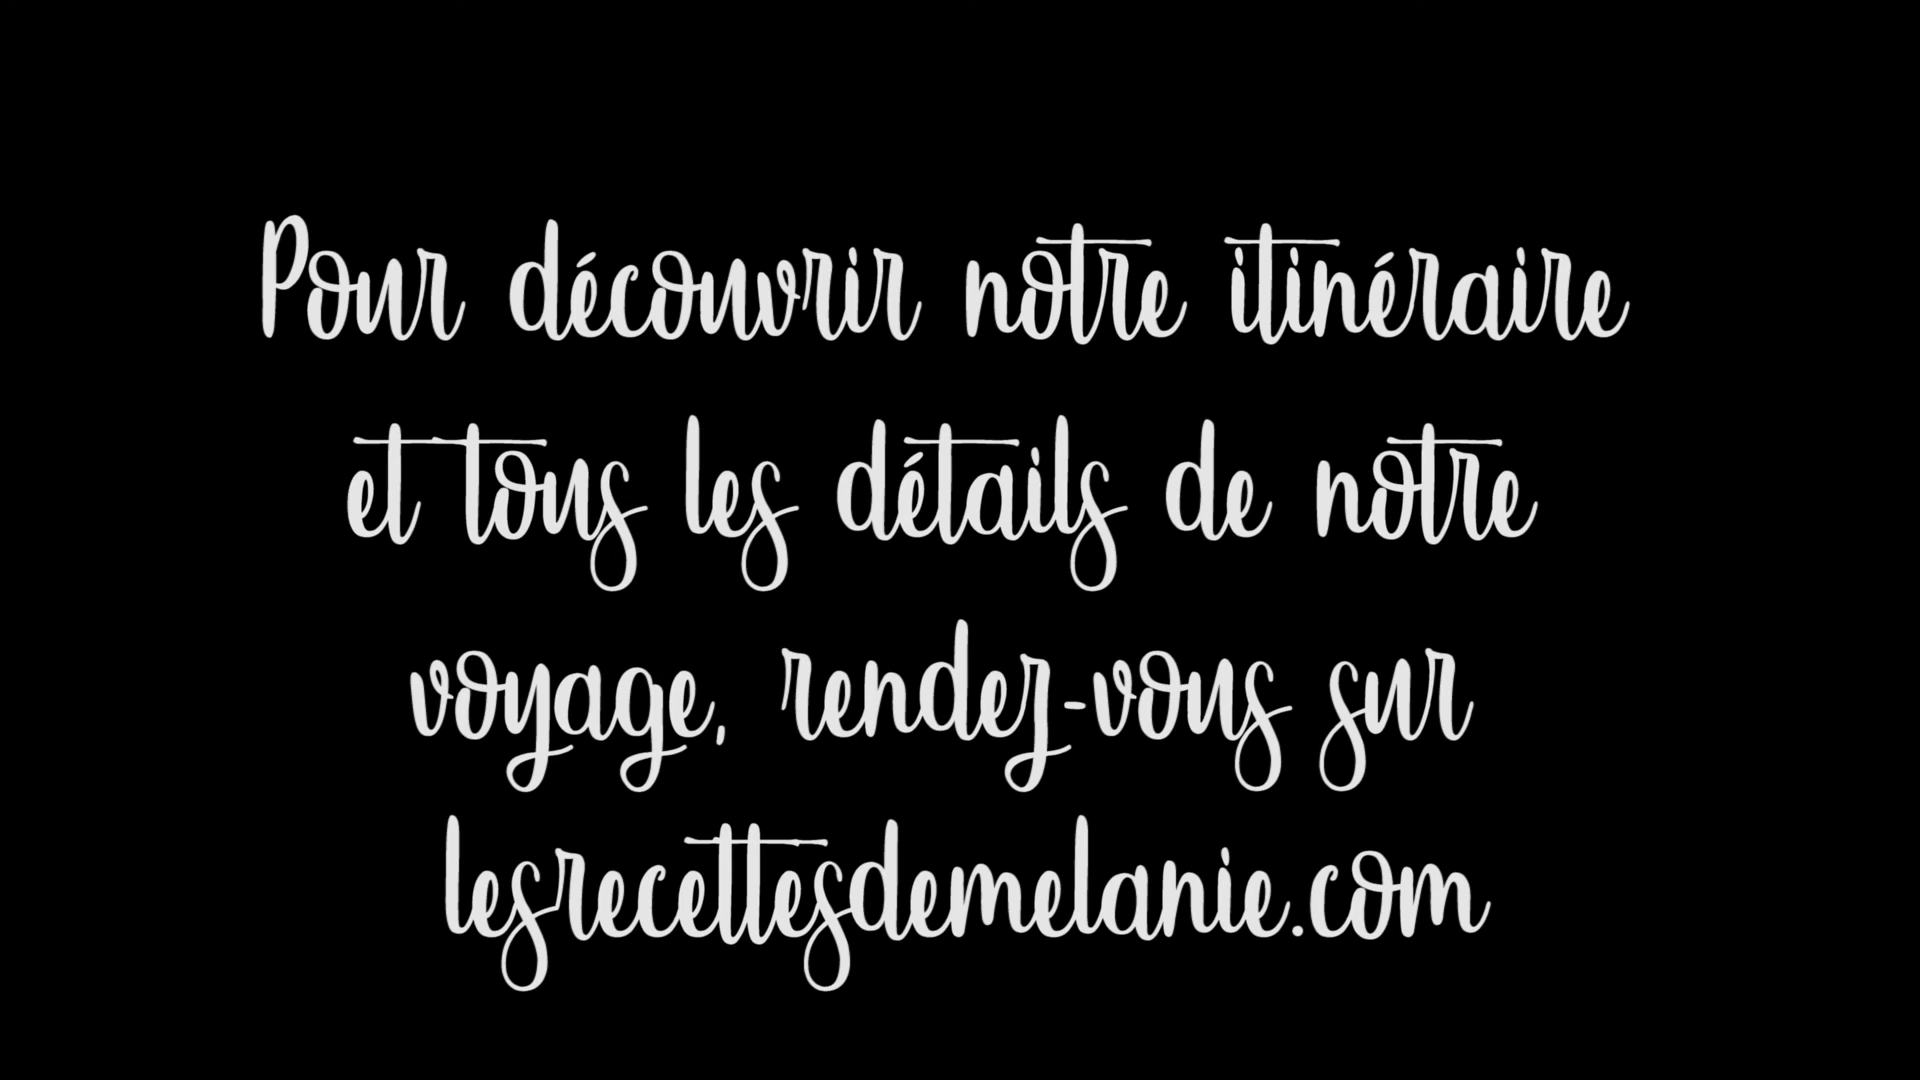 Pour découvrir notre itinéraire
et tous les détails de notre
voyage, rendez-vous sur
lesrecettesdemelanie.com